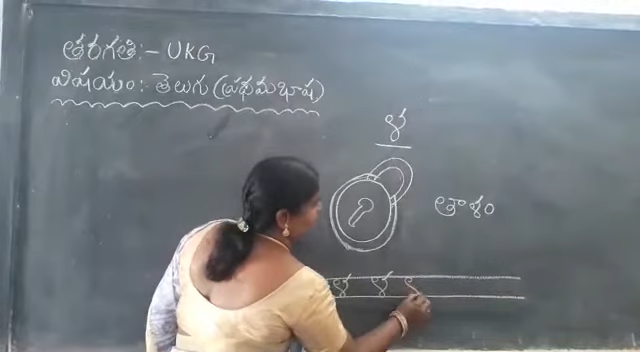 తరగతి:- UKG
విషయం:- తెలుగు (ప్రథమభాష)
ళ
తాళం
ళ ళ